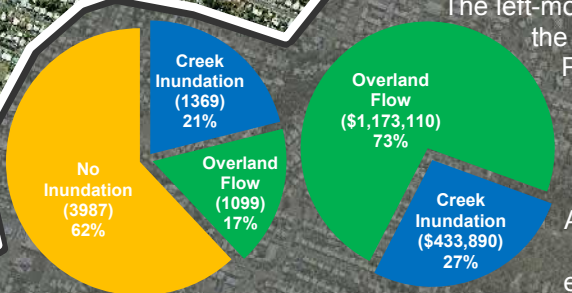 The left-mo
the
Creek
Inundation
(1369)
21%
Overland
Flow
(1099)
17%
No
Inundation
(3987)
62%
Overland
Flow
($1,173,110)
73%
Creek
Inundation
($433,890)
27%